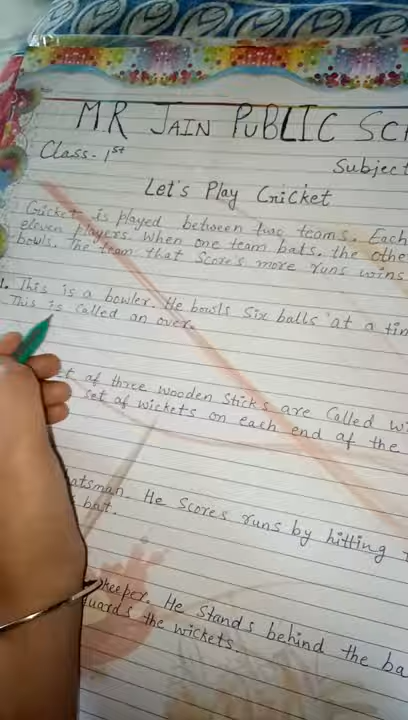 MR JAIN PUBLIC SC
Class-1st
Subject
Let's Play Cricket
Cricket is played between two teams. Each
eleven players. When one team bats. the othe
bowls. The team that Score's more runs wins
1. This is a bowler. He bowls Six balls at a tim
This is called an over.
et of three wooden Sticks are Called wi
set of wickets on each end of the
atsman. He Scores runs by hitting
bat.
keeper. He Stands behind the ba
guards the wickets.